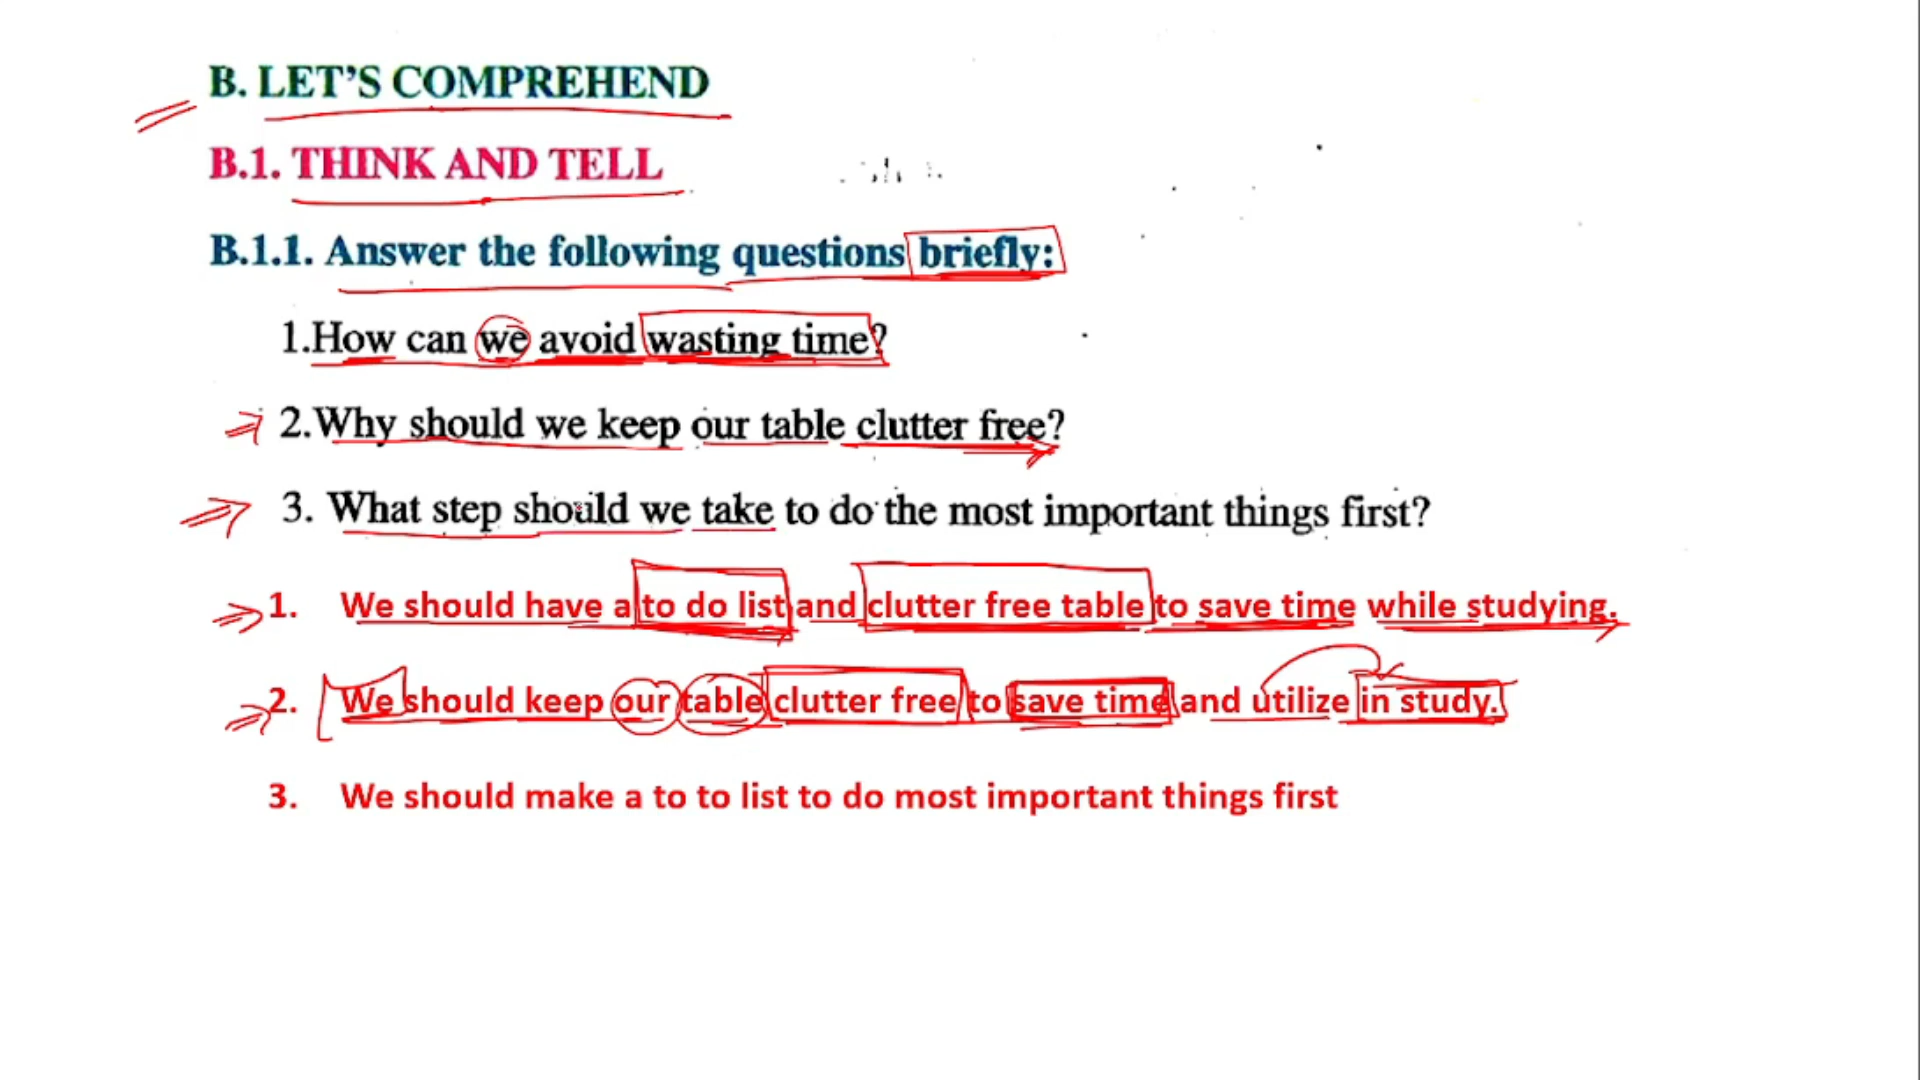 B. LET'S COMPREHEND
B.1. THINK AND TELL
B.1.1. Answer the following questions briefly:
1.How can we avoid wasting time?
2.Why should we keep our table clutter free?
3. What step should we take to do the most important things first?
1. We should have a to do list and clutter free table to save time while studying.
2. We should keep our table clutter free to save time and utilize in study.
3. We should make a to to list to do most important things first